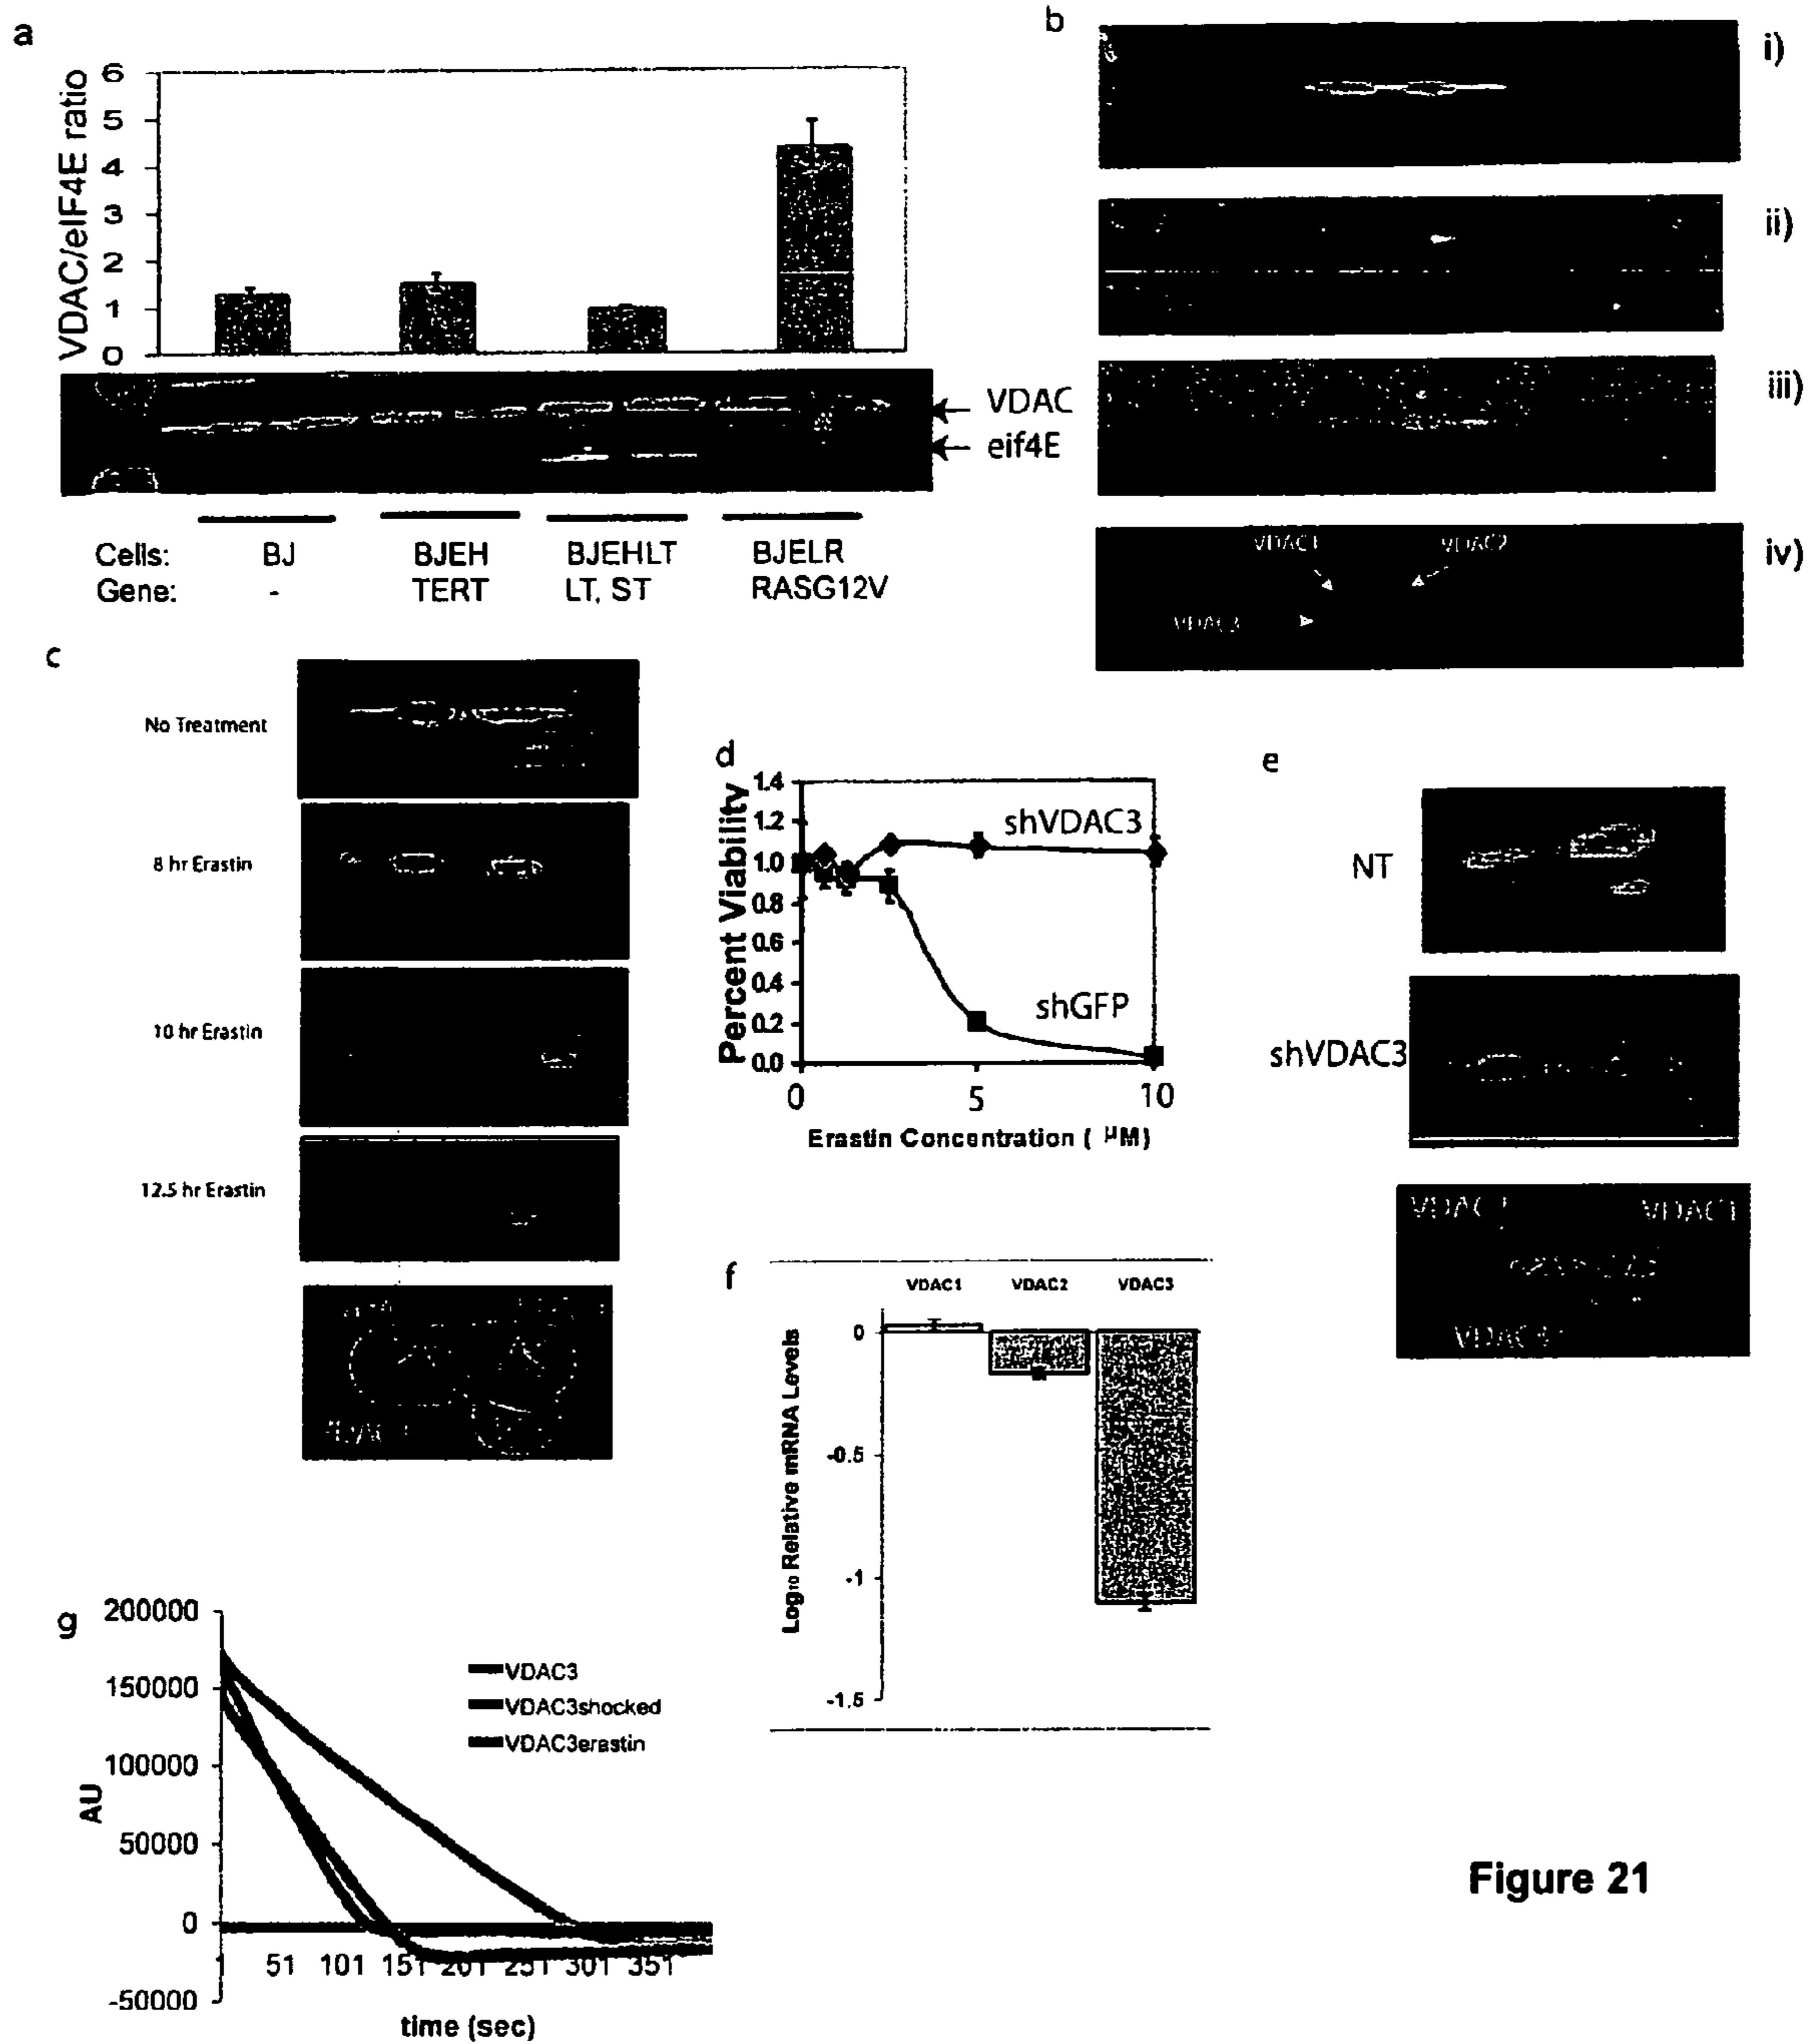 a
VDAC/eIF4E ratio
6
5
4
3
2
1
0
VDAC
eif4E
Cells: BJ BJEH BJEHLT BJELR
Gene: - TERT LT, ST RASG12V
b
i)
ii)
iii)
iv)
VDAC1 VDAC2
VDAC3
c
No Treatment
8 hr Erastin
10 hr Erastin
12.5 hr Erastin
d
Percent Viability
1.4
1.2
1.0
0.8
0.6
0.4
0.2
0.0
shVDAC3
shGFP
0 5 10
Erastin Concentration ( µM)
e
NT
shVDAC3
VDAC1
f
VDAC1 VDAC2 VDAC3
Log10 Relative mRNA Levels
0
-0.5
-1
-1.5
g
AU
200000
150000
100000
50000
0
-50000
VDAC3
VDAC3shocked
VDAC3erastin
1 51 101 151 201 251 301 351
time (sec)
Figure 21